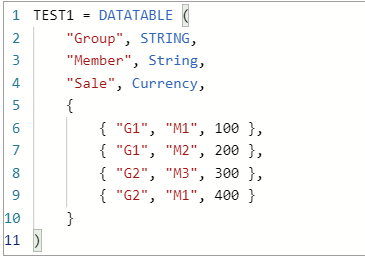 1 TEST1 = DATATABLE (
2 "Group", STRING,
3 "Member", String,
4 "Sale", Currency,
5 {
6 { "G1", "M1", 100 },
7 { "G1", "M2", 200 },
8 { "G2", "M3", 300 },
9 { "G2", "M1", 400 }
10 }
11 )